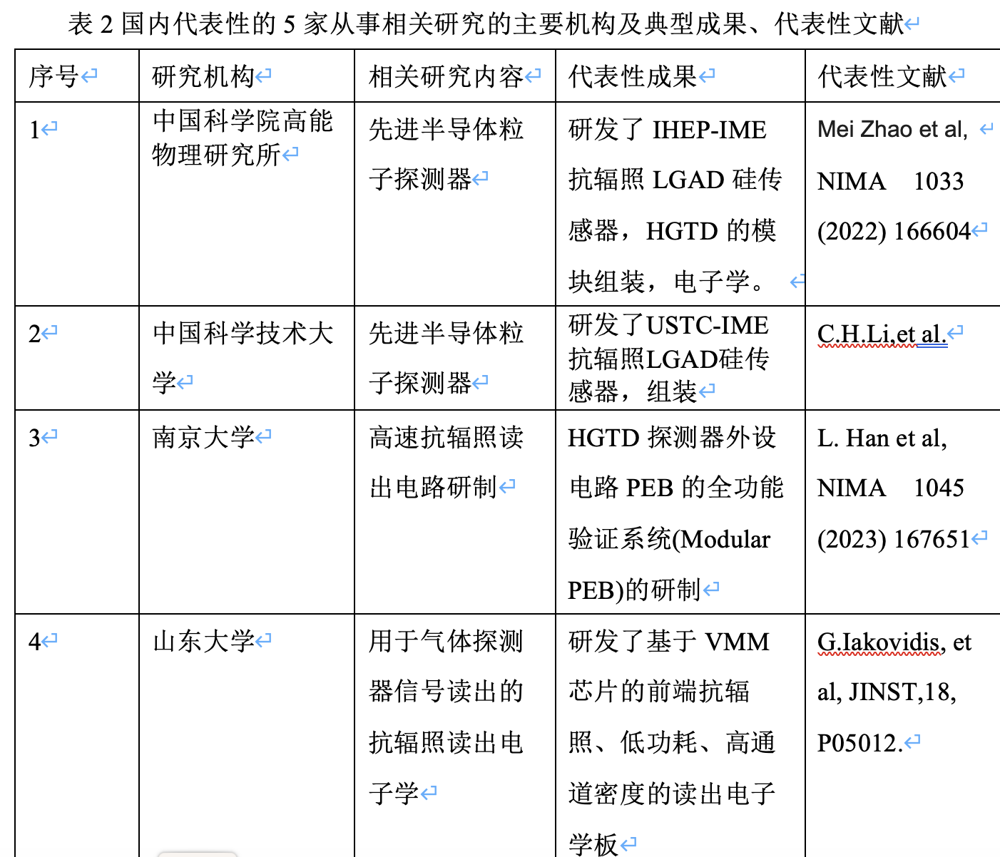 表 2 国内代表性的 5 家从事相关研究的主要机构及典型成果、代表性文献
序号
研究机构
相关研究内容
代表性成果
代表性文献
1
中国科学院高能
物理研究所
先进半导体粒
子探测器
研发了 IHEP-IME
抗辐照 LGAD 硅传
感器，HGTD 的模
块组装，电子学。
Mei Zhao et al,
NIMA 1033
(2022) 166604
2
中国科学技术大
学
先进半导体粒
子探测器
研发了USTC-IME
抗辐照LGAD硅传
感器，组装
C.H.Li,et al.
3
南京大学
高速抗辐照读
出电路研制
HGTD 探测器外设
电路 PEB 的全功能
验证系统(Modular
PEB)的研制
L. Han et al,
NIMA 1045
(2023) 167651
4
山东大学
用于气体探测
器信号读出的
抗辐照读出电
子学
研发了基于 VMM
芯片的前端抗辐
照、低功耗、高通
道密度的读出电子
学板
G.Iakovidis, et
al, JINST,18,
P05012.